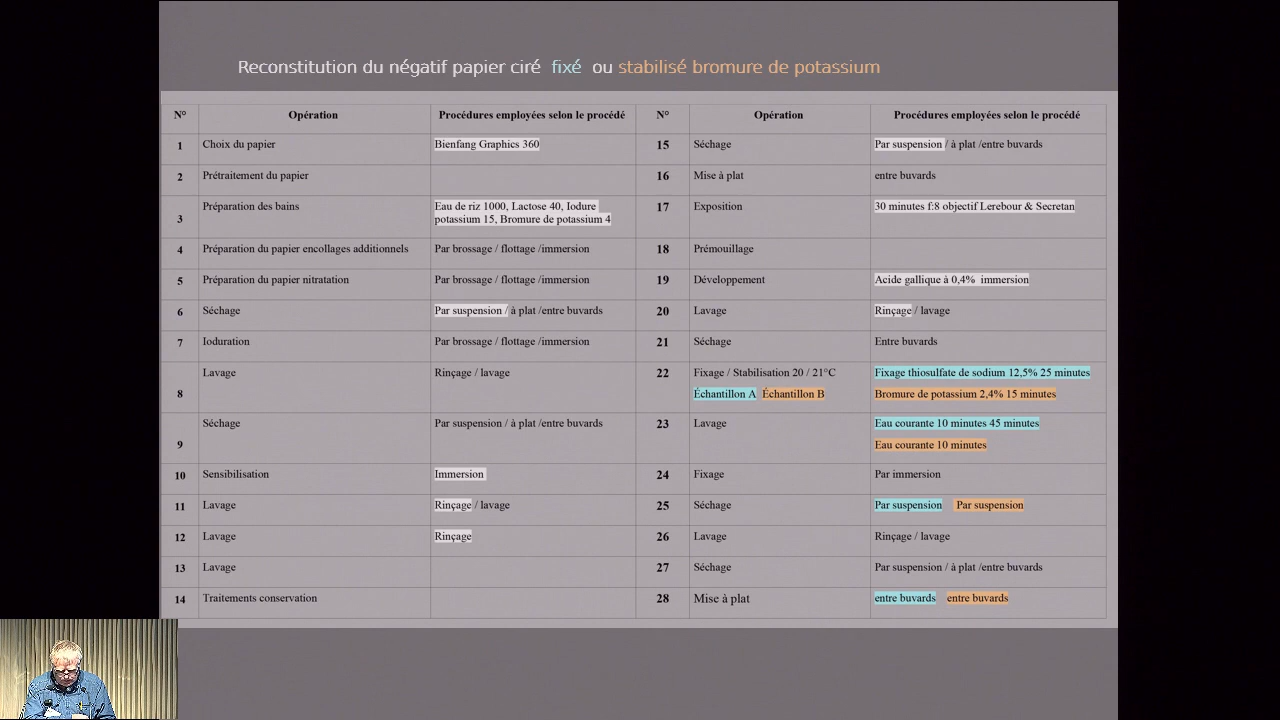 Reconstitution du négatif papier ciré fixé ou stabilisé bromure de potassium
N° Opération Procédures employées selon le procédé N° Opération Procédures employées selon le procédé
1 Choix du papier Bienfang Graphics 360 15 Séchage Par suspension / à plat /entre buvards
2 Prétraitement du papier 16 Mise à plat entre buvards
3 Préparation des bains Eau de riz 1000, Lactose 40, Iodure 17 Exposition 30 minutes f:8 objectif Lerebour & Secretan
potassium 15, Bromure de potassium 4
4 Préparation du papier encollages additionnels Par brossage / flottage /immersion 18 Prémouillage
5 Préparation du papier nitratation Par brossage / flottage /immersion 19 Développement Acide gallique à 0,4% immersion
6 Séchage Par suspension / à plat /entre buvards 20 Lavage Rinçage / lavage
7 Ioduration Par brossage / flottage /immersion 21 Séchage Entre buvards
8 Lavage Rinçage / lavage 22 Fixage / Stabilisation 20 / 21°C Fixage thiosulfate de sodium 12,5% 25 minutes
Échantillon A Échantillon B Bromure de potassium 2,4% 15 minutes
9 Séchage Par suspension / à plat /entre buvards 23 Lavage Eau courante 10 minutes 45 minutes
Eau courante 10 minutes
10 Sensibilisation Immersion 24 Fixage Par immersion
11 Lavage Rinçage / lavage 25 Séchage Par suspension Par suspension
12 Lavage Rinçage 26 Lavage Rinçage / lavage
13 Lavage 27 Séchage Par suspension / à plat /entre buvards
14 Traitements conservation 28 Mise à plat entre buvards entre buvards